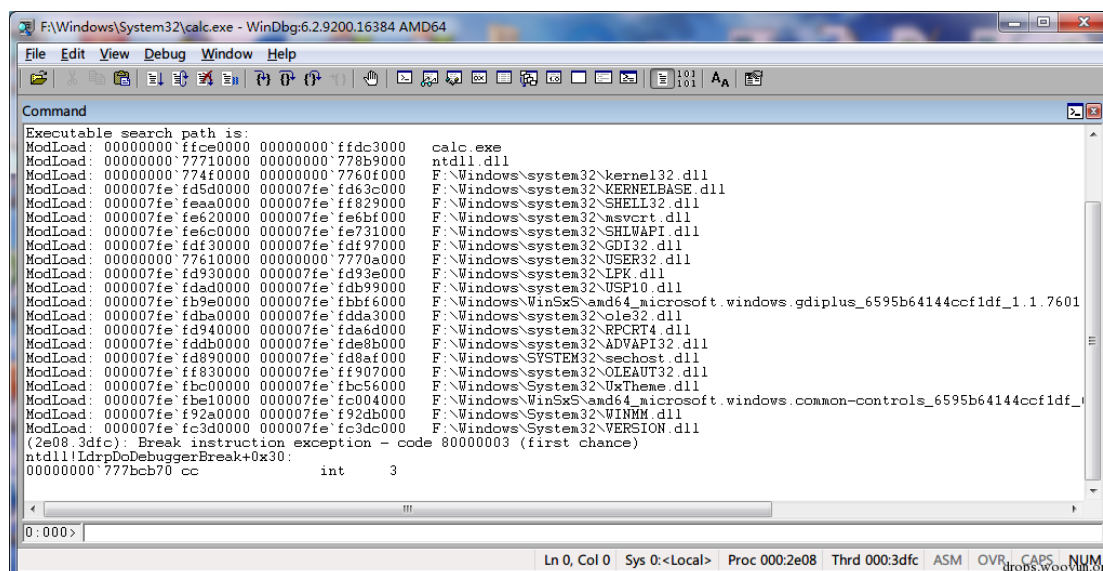 F:\Windows\System32\calc.exe - WinDbg:6.2.9200.16384 AMD64
File Edit View Debug Window Help
Command
Executable search path is:
ModLoad: 00000000`ffce0000 00000000`ffdc3000 calc.exe
ModLoad: 00000000`77710000 00000000`778b9000 ntdll.dll
ModLoad: 00000000`774f0000 00000000`7760f000 F:\Windows\system32\kernel32.dll
ModLoad: 000007fe`fd5d0000 000007fe`fd63c000 F:\Windows\system32\KERNELBASE.dll
ModLoad: 000007fe`feaa0000 000007fe`ff829000 F:\Windows\system32\SHELL32.dll
ModLoad: 000007fe`fe620000 000007fe`fe6bf000 F:\Windows\system32\msvcrt.dll
ModLoad: 000007fe`fe6c0000 000007fe`fe731000 F:\Windows\system32\SHLWAPI.dll
ModLoad: 000007fe`fdf30000 000007fe`fdf97000 F:\Windows\system32\GDI32.dll
ModLoad: 00000000`77610000 00000000`7770a000 F:\Windows\system32\USER32.dll
ModLoad: 000007fe`fd930000 000007fe`fd93e000 F:\Windows\system32\LPK.dll
ModLoad: 000007fe`fdad0000 000007fe`fdb99000 F:\Windows\system32\USP10.dll
ModLoad: 000007fe`fb9e0000 000007fe`fbbf6000 F:\Windows\WinSxS\amd64_microsoft.windows.gdiplus_6595b64144ccf1df_1.1.7601
ModLoad: 000007fe`fdba0000 000007fe`fdda3000 F:\Windows\system32\ole32.dll
ModLoad: 000007fe`fd940000 000007fe`fda6d000 F:\Windows\system32\RPCRT4.dll
ModLoad: 000007fe`fddb0000 000007fe`fde8b000 F:\Windows\system32\ADVAPI32.dll
ModLoad: 000007fe`fd890000 000007fe`fd8af000 F:\Windows\SYSTEM32\sechost.dll
ModLoad: 000007fe`ff830000 000007fe`ff907000 F:\Windows\system32\OLEAUT32.dll
ModLoad: 000007fe`fbc00000 000007fe`fbc56000 F:\Windows\System32\UxTheme.dll
ModLoad: 000007fe`fbe10000 000007fe`fc004000 F:\Windows\WinSxS\amd64_microsoft.windows.common-controls_6595b64144ccf1df_
ModLoad: 000007fe`f92a0000 000007fe`f92db000 F:\Windows\System32\WINMM.dll
ModLoad: 000007fe`fc3d0000 000007fe`fc3dc000 F:\Windows\System32\VERSION.dll
(2e08.3dfc): Break instruction exception - code 80000003 (first chance)
ntdll!LdrpDoDebuggerBreak+0x30:
00000000`777bcb70 cc int 3
0:000>
Ln 0, Col 0 Sys 0:<Local> Proc 000:2e08 Thrd 000:3dfc ASM OVR CAPS NUM
drops.wooyun.or